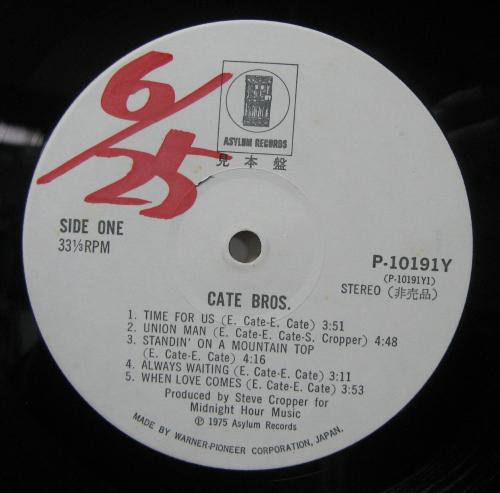 6/25
ASYLUM RECORDS
見本盤
SIDE ONE
33⅓RPM
P-10191Y
(P-10191Y1)
STEREO (非売品)
CATE BROS.
1. TIME FOR US (E. Cate-E. Cate) 3:51
2. UNION MAN (E. Cate-E. Cate-S. Cropper) 4:48
3. STANDIN' ON A MOUNTAIN TOP
(E. Cate-E. Cate) 4:16
4. ALWAYS WAITING (E. Cate-E. Cate) 3:11
5. WHEN LOVE COMES (E. Cate-E. Cate) 3:53
Produced by Steve Cropper for
Midnight Hour Music
Ⓟ 1975 Asylum Records
MADE BY WARNER-PIONEER CORPORATION, JAPAN.